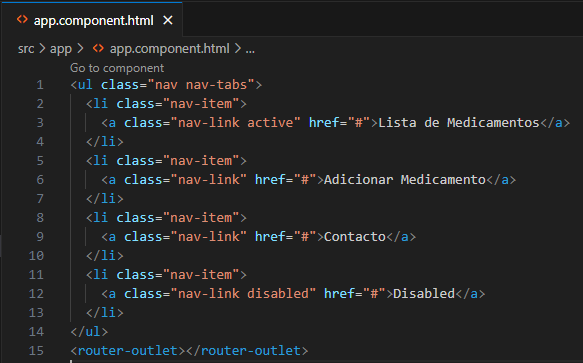 <> app.component.html ×
src > app > <> app.component.html > ...
Go to component
1 <ul class="nav nav-tabs">
2 <li class="nav-item">
3 <a class="nav-link active" href="#">Lista de Medicamentos</a>
4 </li>
5 <li class="nav-item">
6 <a class="nav-link" href="#">Adicionar Medicamento</a>
7 </li>
8 <li class="nav-item">
9 <a class="nav-link" href="#">Contacto</a>
10 </li>
11 <li class="nav-item">
12 <a class="nav-link disabled" href="#">Disabled</a>
13 </li>
14 </ul>
15 <router-outlet></router-outlet>